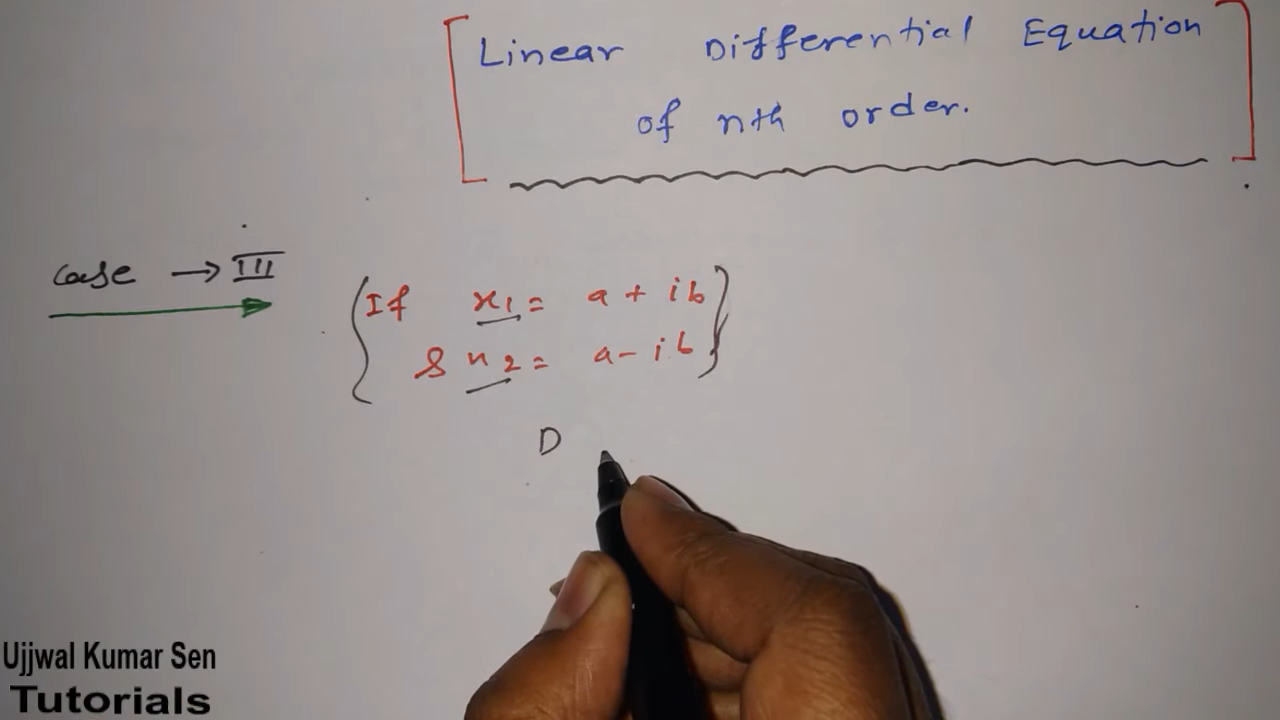 Linear Differential Equation
of nth order.
Case → III
If x1 = a + ib
& x2 = a - ib
D
Ujjwal Kumar Sen
Tutorials